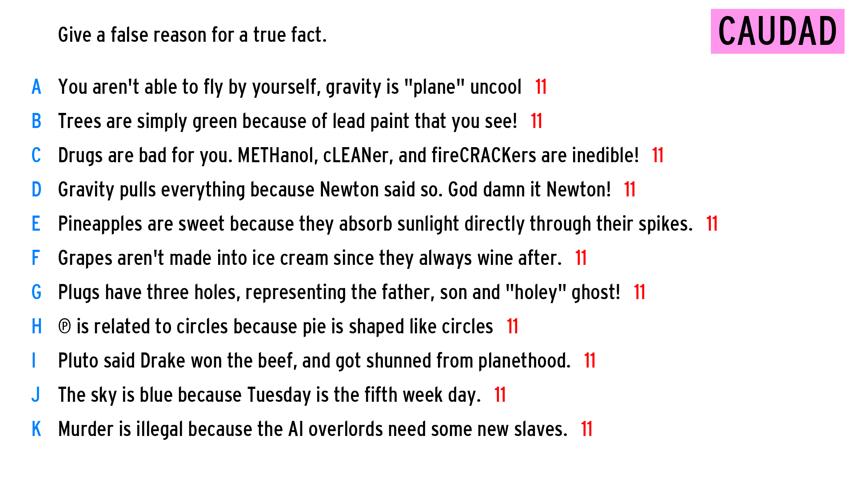 Give a false reason for a true fact.
CAUDAD
A You aren't able to fly by yourself, gravity is "plane" uncool 11
B Trees are simply green because of lead paint that you see! 11
C Drugs are bad for you. METHanol, cLEANer, and fireCRACKers are inedible! 11
D Gravity pulls everything because Newton said so. God damn it Newton! 11
E Pineapples are sweet because they absorb sunlight directly through their spikes. 11
F Grapes aren't made into ice cream since they always wine after. 11
G Plugs have three holes, representing the father, son and "holey" ghost! 11
H ℗ is related to circles because pie is shaped like circles 11
I Pluto said Drake won the beef, and got shunned from planethood. 11
J The sky is blue because Tuesday is the fifth week day. 11
K Murder is illegal because the AI overlords need some new slaves. 11